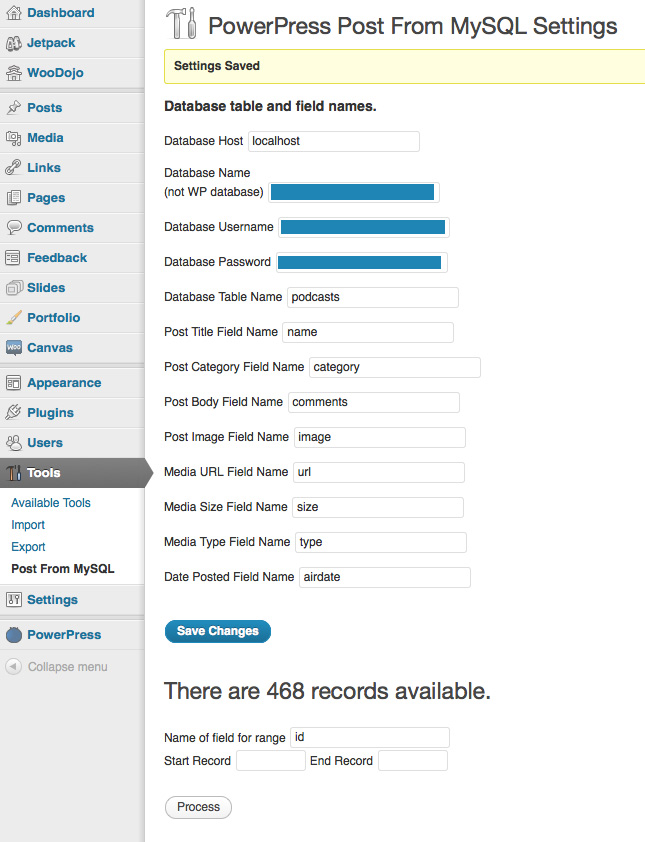 Dashboard
Jetpack
WooDojo
Posts
Media
Links
Pages
Comments
Feedback
Slides
Portfolio
WOO Canvas
Appearance
Plugins
Users
Tools
Available Tools
Import
Export
Post From MySQL
Settings
PowerPress
Collapse menu
PowerPress Post From MySQL Settings
Settings Saved
Database table and field names.
Database Host localhost
Database Name
(not WP database)
Database Username
Database Password
Database Table Name podcasts
Post Title Field Name name
Post Category Field Name category
Post Body Field Name comments
Post Image Field Name image
Media URL Field Name url
Media Size Field Name size
Media Type Field Name type
Date Posted Field Name airdate
Save Changes
There are 468 records available.
Name of field for range id
Start Record End Record
Process